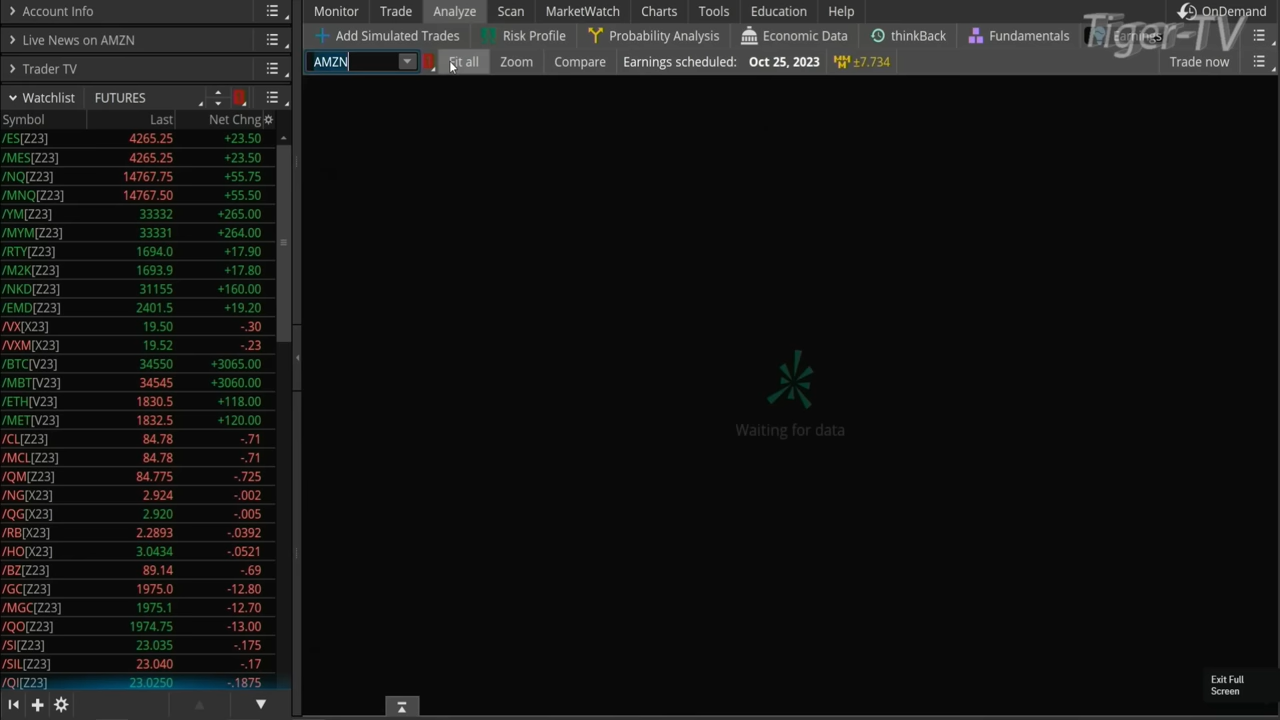 Account Info
Live News on AMZN
Trader TV
Watchlist FUTURES
Symbol Last Net Chng
/ES[Z23] 4265.25 +23.50
/MES[Z23] 4265.25 +23.50
/NQ[Z23] 14767.75 +55.75
/MNQ[Z23] 14767.50 +55.50
/YM[Z23] 33332 +265.00
/MYM[Z23] 33331 +264.00
/RTY[Z23] 1694.0 +17.90
/M2K[Z23] 1693.9 +17.80
/NKD[Z23] 31155 +160.00
/EMD[Z23] 2401.5 +19.20
/VX[X23] 19.50 -.30
/VXM[X23] 19.52 -.23
/BTC[V23] 34550 +3065.00
/MBT[V23] 34545 +3060.00
/ETH[V23] 1830.5 +118.00
/MET[V23] 1832.5 +120.00
/CL[Z23] 84.78 -.71
/MCL[Z23] 84.78 -.71
/QM[Z23] 84.775 -.725
/NG[X23] 2.924 -.002
/QG[X23] 2.920 -.005
/RB[X23] 2.2893 -.0392
/HO[X23] 3.0434 -.0521
/BZ[Z23] 89.14 -.69
/GC[Z23] 1975.0 -12.80
/MGC[Z23] 1975.1 -12.70
/QO[Z23] 1974.75 -13.00
/SI[Z23] 23.035 -.175
/SIL[Z23] 23.040 -.17
/QI[Z23] 23.0250 -.1875
Monitor Trade Analyze Scan MarketWatch Charts Tools Education Help OnDemand
Add Simulated Trades Risk Profile Probability Analysis Economic Data thinkBack Fundamentals Earnings
Tiger-TV
AMZN Fit all Zoom Compare Earnings scheduled: Oct 25, 2023 MMM ±7.734 Trade now
Waiting for data
Exit Full
Screen